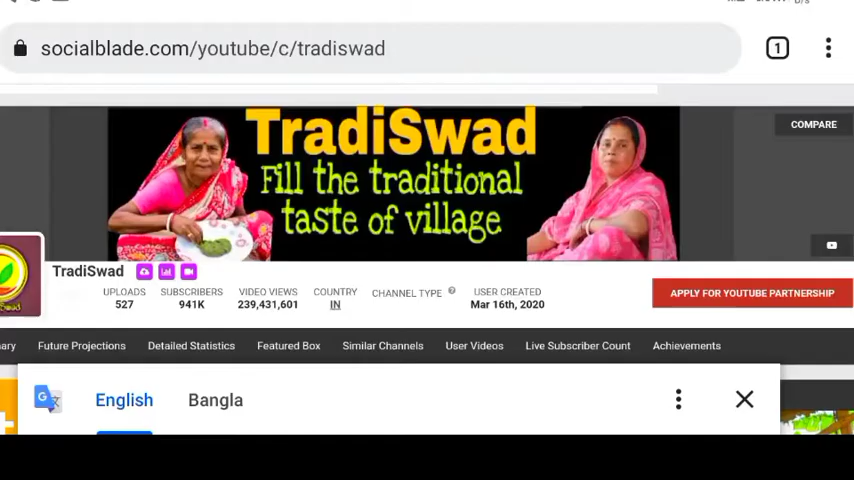 socialblade.com/youtube/c/tradiswad
1
TradiSwad
Fill the traditional
taste of village
COMPARE
TradiSwad
UPLOADS
527
SUBSCRIBERS
941K
VIDEO VIEWS
239,431,601
COUNTRY
IN
CHANNEL TYPE
USER CREATED
Mar 16th, 2020
APPLY FOR YOUTUBE PARTNERSHIP
Future Projections
Detailed Statistics
Featured Box
Similar Channels
User Videos
Live Subscriber Count
Achievements
English
Bangla